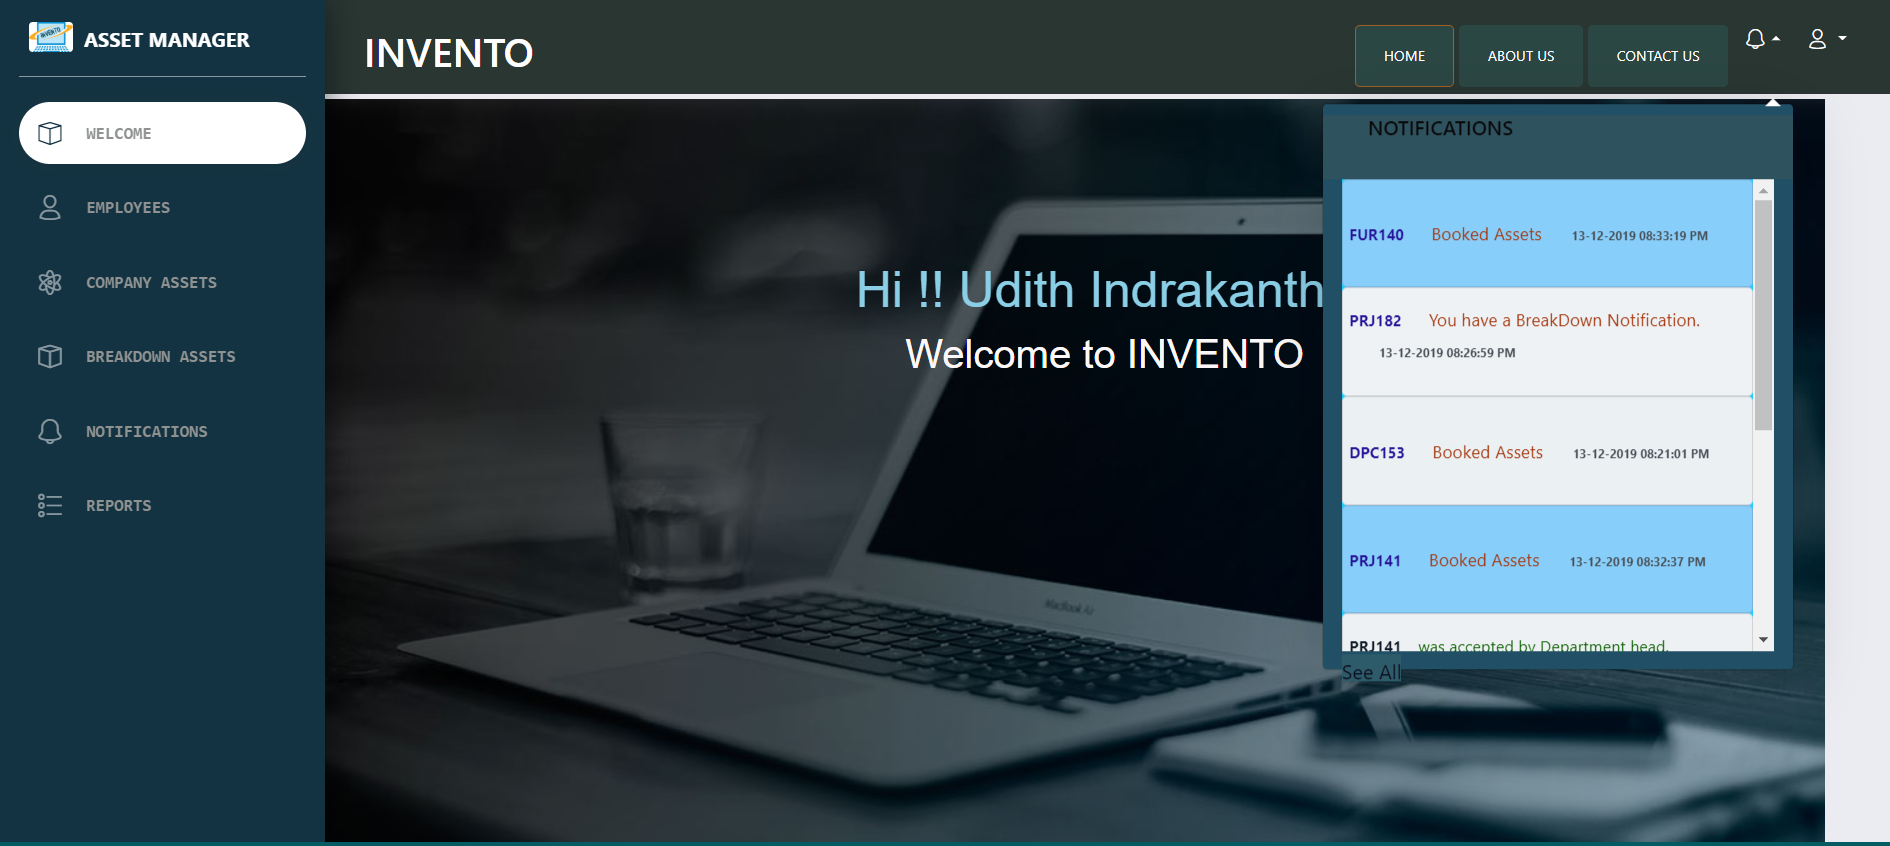 INVENTO
ASSET MANAGER
WELCOME
EMPLOYEES
COMPANY ASSETS
BREAKDOWN ASSETS
NOTIFICATIONS
REPORTS
INVENTO
HOME
ABOUT US
CONTACT US
Hi !! Udith Indrakanth
Welcome to INVENTO
MacBook Air
NOTIFICATIONS
FUR140 Booked Assets 13-12-2019 08:33:19 PM
PRJ182 You have a BreakDown Notification.
13-12-2019 08:26:59 PM
DPC153 Booked Assets 13-12-2019 08:21:01 PM
PRJ141 Booked Assets 13-12-2019 08:32:37 PM
PRJ141 was accepted by Department head.
See All